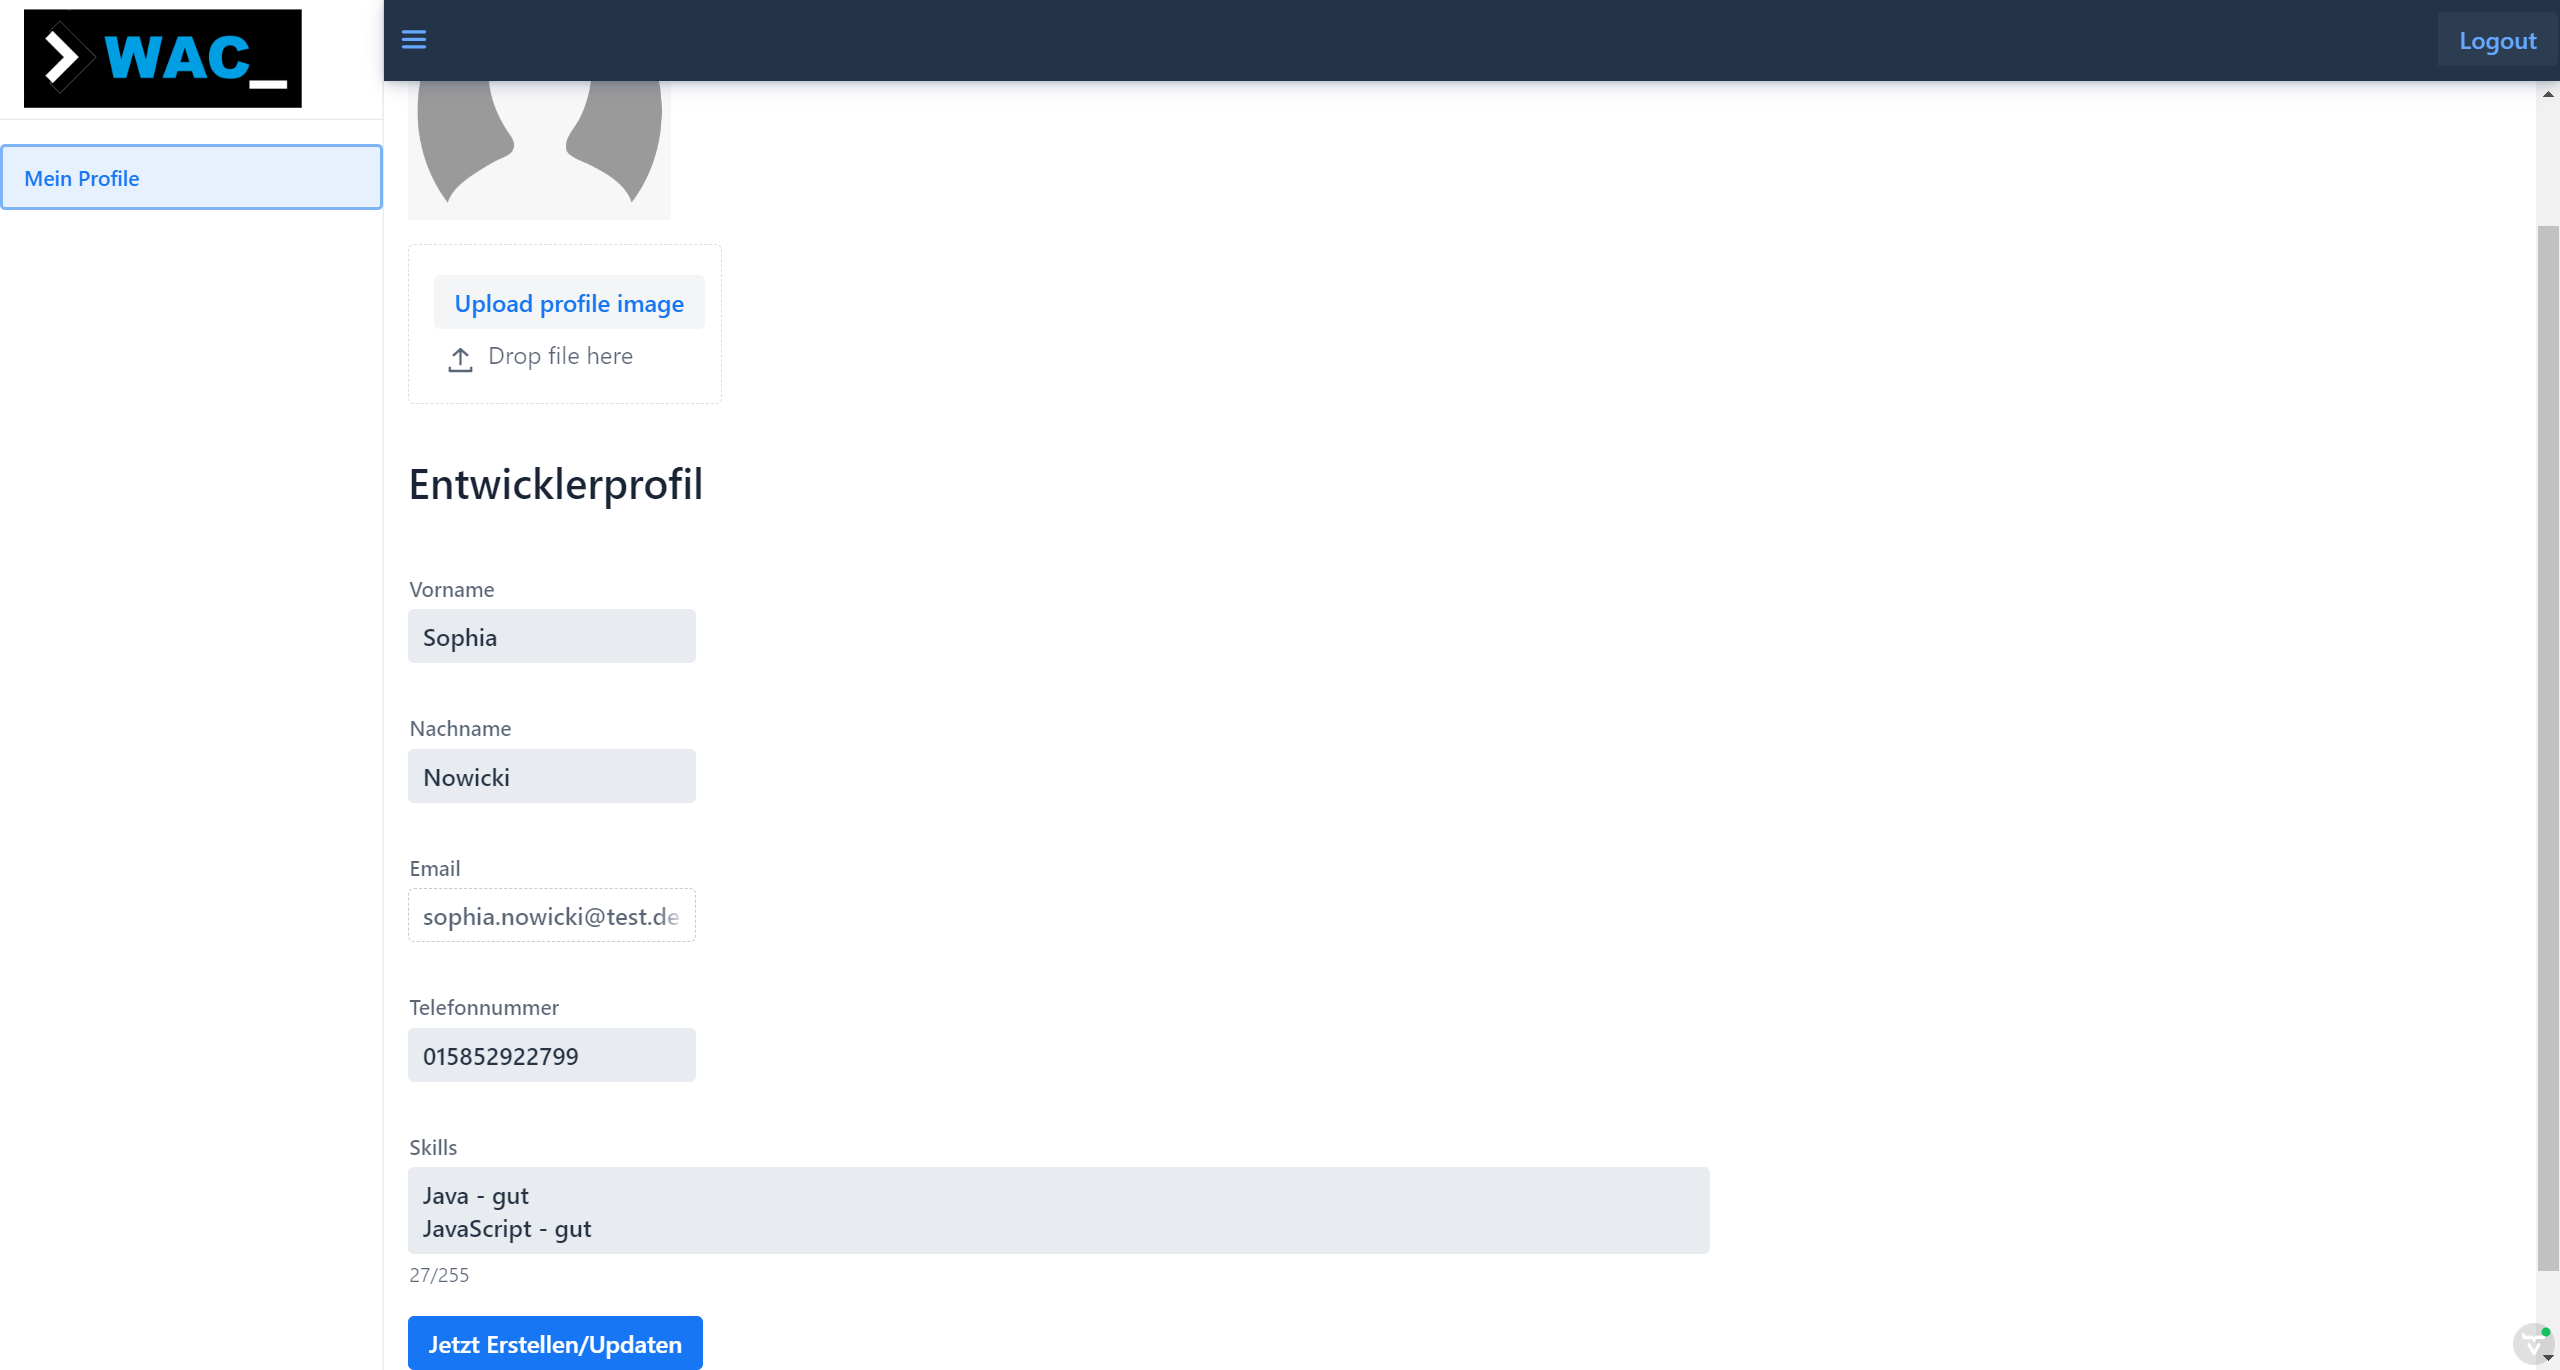 WAC_
Logout
Mein Profile
Upload profile image
Drop file here
Entwicklerprofil
Vorname
Sophia
Nachname
Nowicki
Email
sophia.nowicki@test.de
Telefonnummer
015852922799
Skills
Java - gut
JavaScript - gut
27/255
Jetzt Erstellen/Updaten